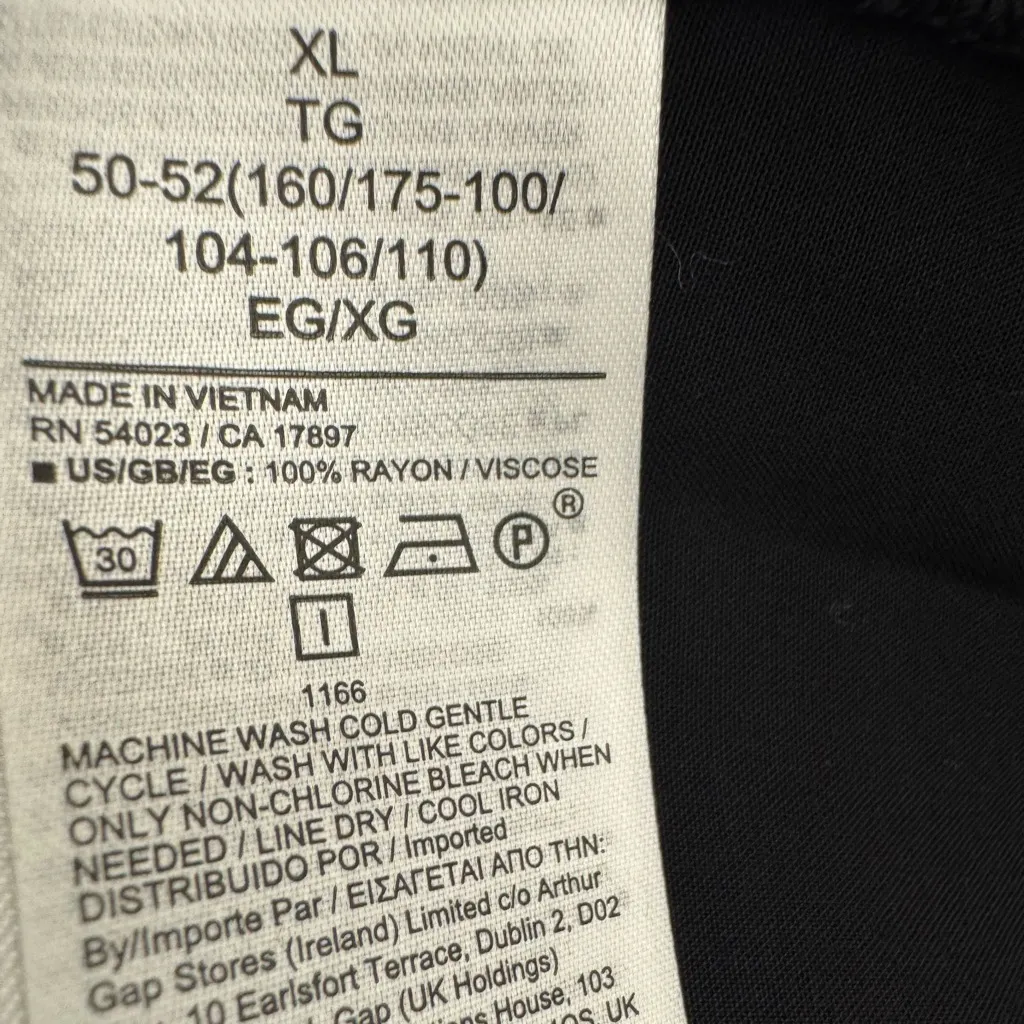 XL
TG
50-52(160/175-100/
104-106/110)
EG/XG
MADE IN VIETNAM
RN 54023 / CA 17897
■ US/GB/EG : 100% RAYON / VISCOSE
30 P ®
1166
MACHINE WASH COLD GENTLE
CYCLE / WASH WITH LIKE COLORS /
ONLY NON-CHLORINE BLEACH WHEN
NEEDED / LINE DRY / COOL IRON
DISTRIBUIDO POR / Imported
By/Importe Par / ΕΙΣΑΓΕΤΑΙ ΑΠΟ ΤΗΝ:
Gap Stores (Ireland) Limited c/o Arthur
10 Earlsfort Terrace, Dublin 2, D02
Gap (UK Holdings)
House, 103
UK